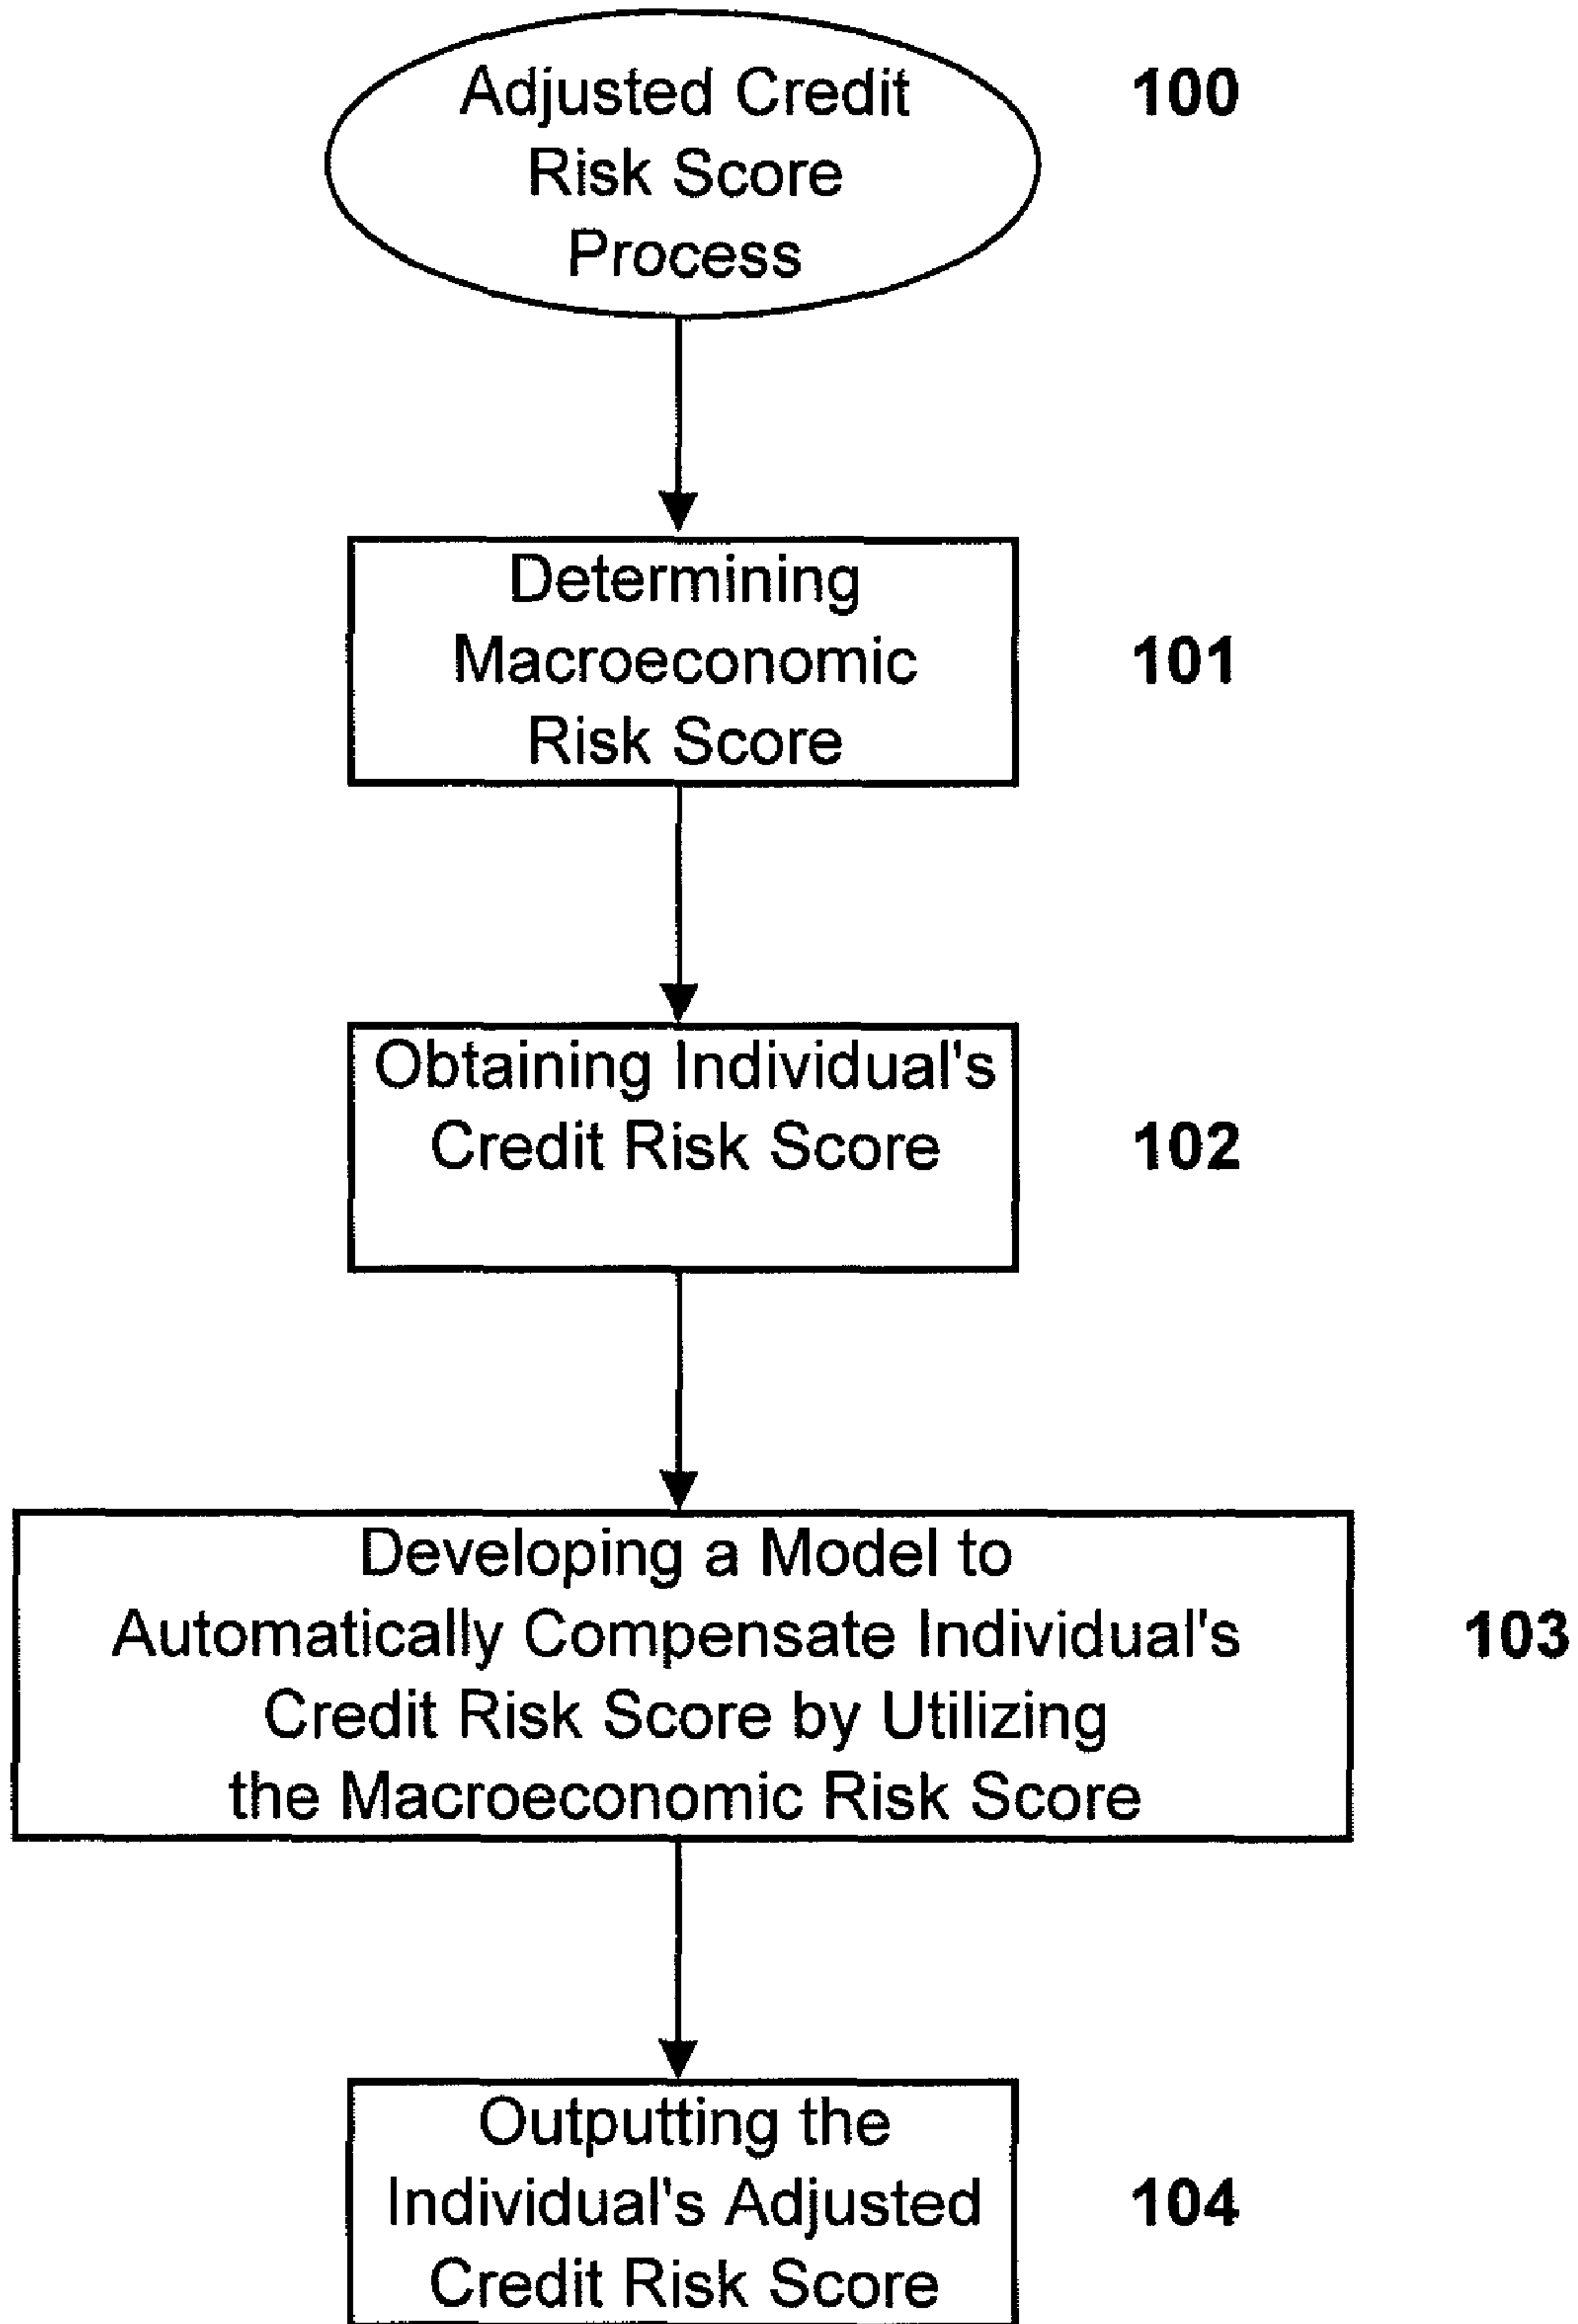 Adjusted Credit
Risk Score
Process
100
Determining
Macroeconomic
Risk Score
101
Obtaining Individual's
Credit Risk Score
102
Developing a Model to
Automatically Compensate Individual's
Credit Risk Score by Utilizing
the Macroeconomic Risk Score
103
Outputting the
Individual's Adjusted
Credit Risk Score
104